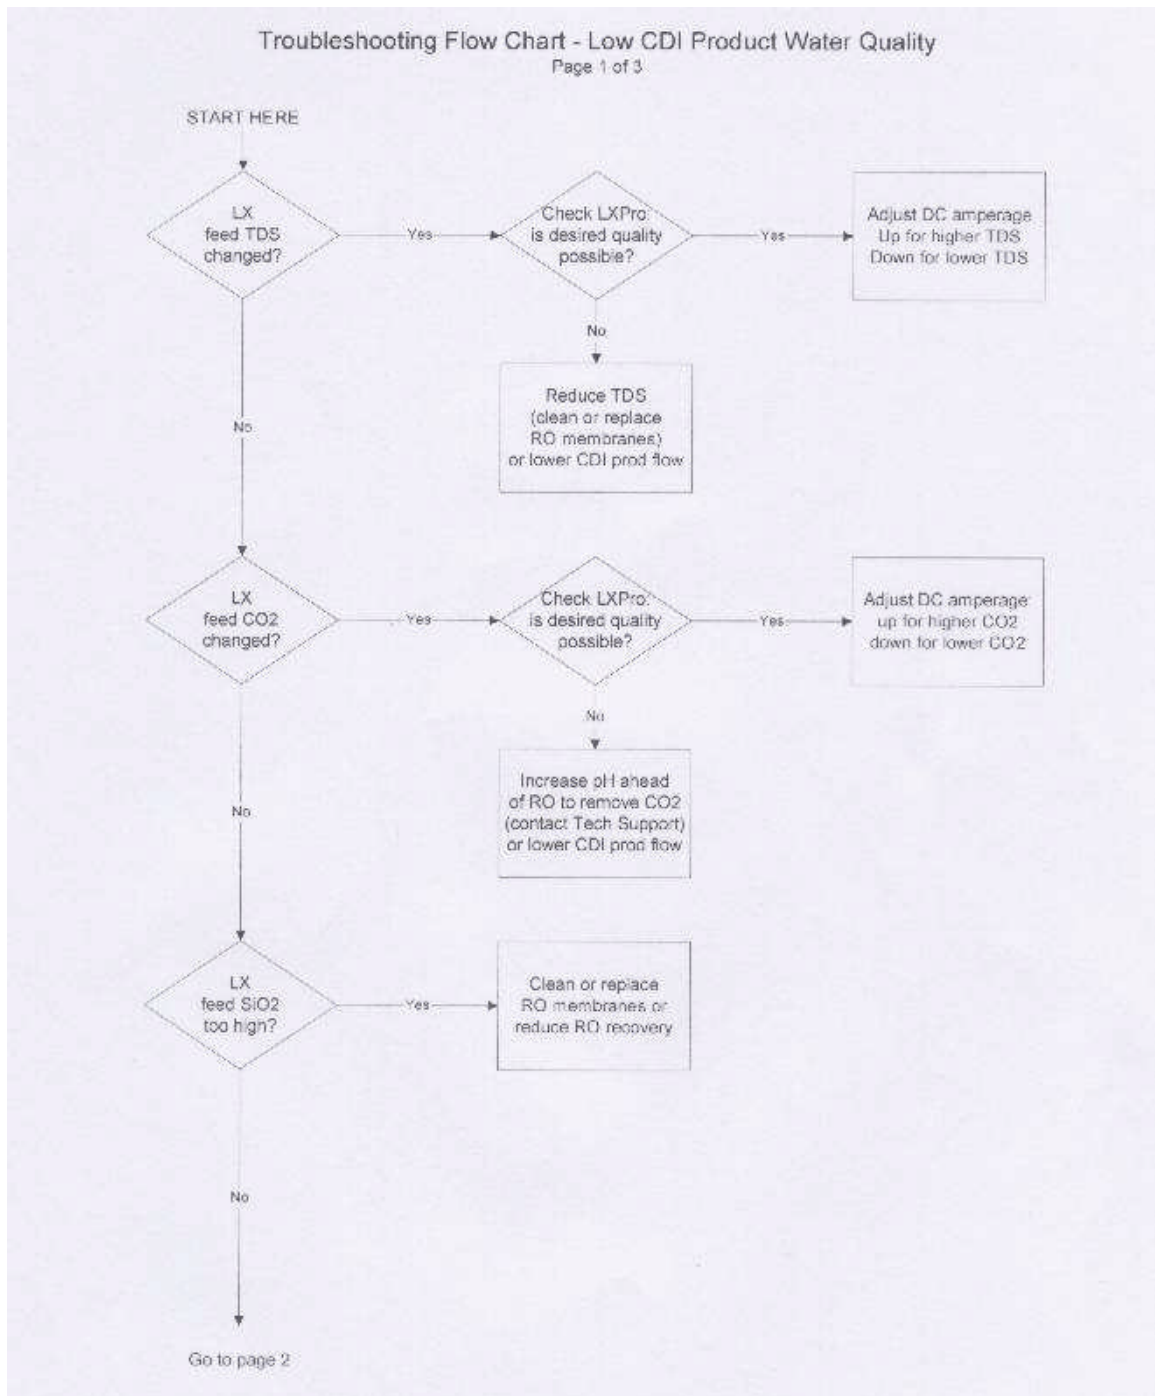 Troubleshooting Flow Chart - Low CDI Product Water Quality
Page 1 of 3
START HERE
LX
feed TDS
changed?
Yes
Check LXPro:
is desired quality
possible?
Yes
Adjust DC amperage
Up for higher TDS
Down for lower TDS
No
Reduce TDS
(clean or replace
RO membranes)
or lower CDI prod flow
No
LX
feed CO2
changed?
Yes
Check LXPro:
is desired quality
possible?
Yes
Adjust DC amperage:
up for higher CO2
down for lower CO2
No
Increase pH ahead
of RO to remove CO2
(contact Tech Support)
or lower CDI prod flow
No
LX
feed SiO2
too high?
Yes
Clean or replace
RO membranes or
reduce RO recovery
No
Go to page 2